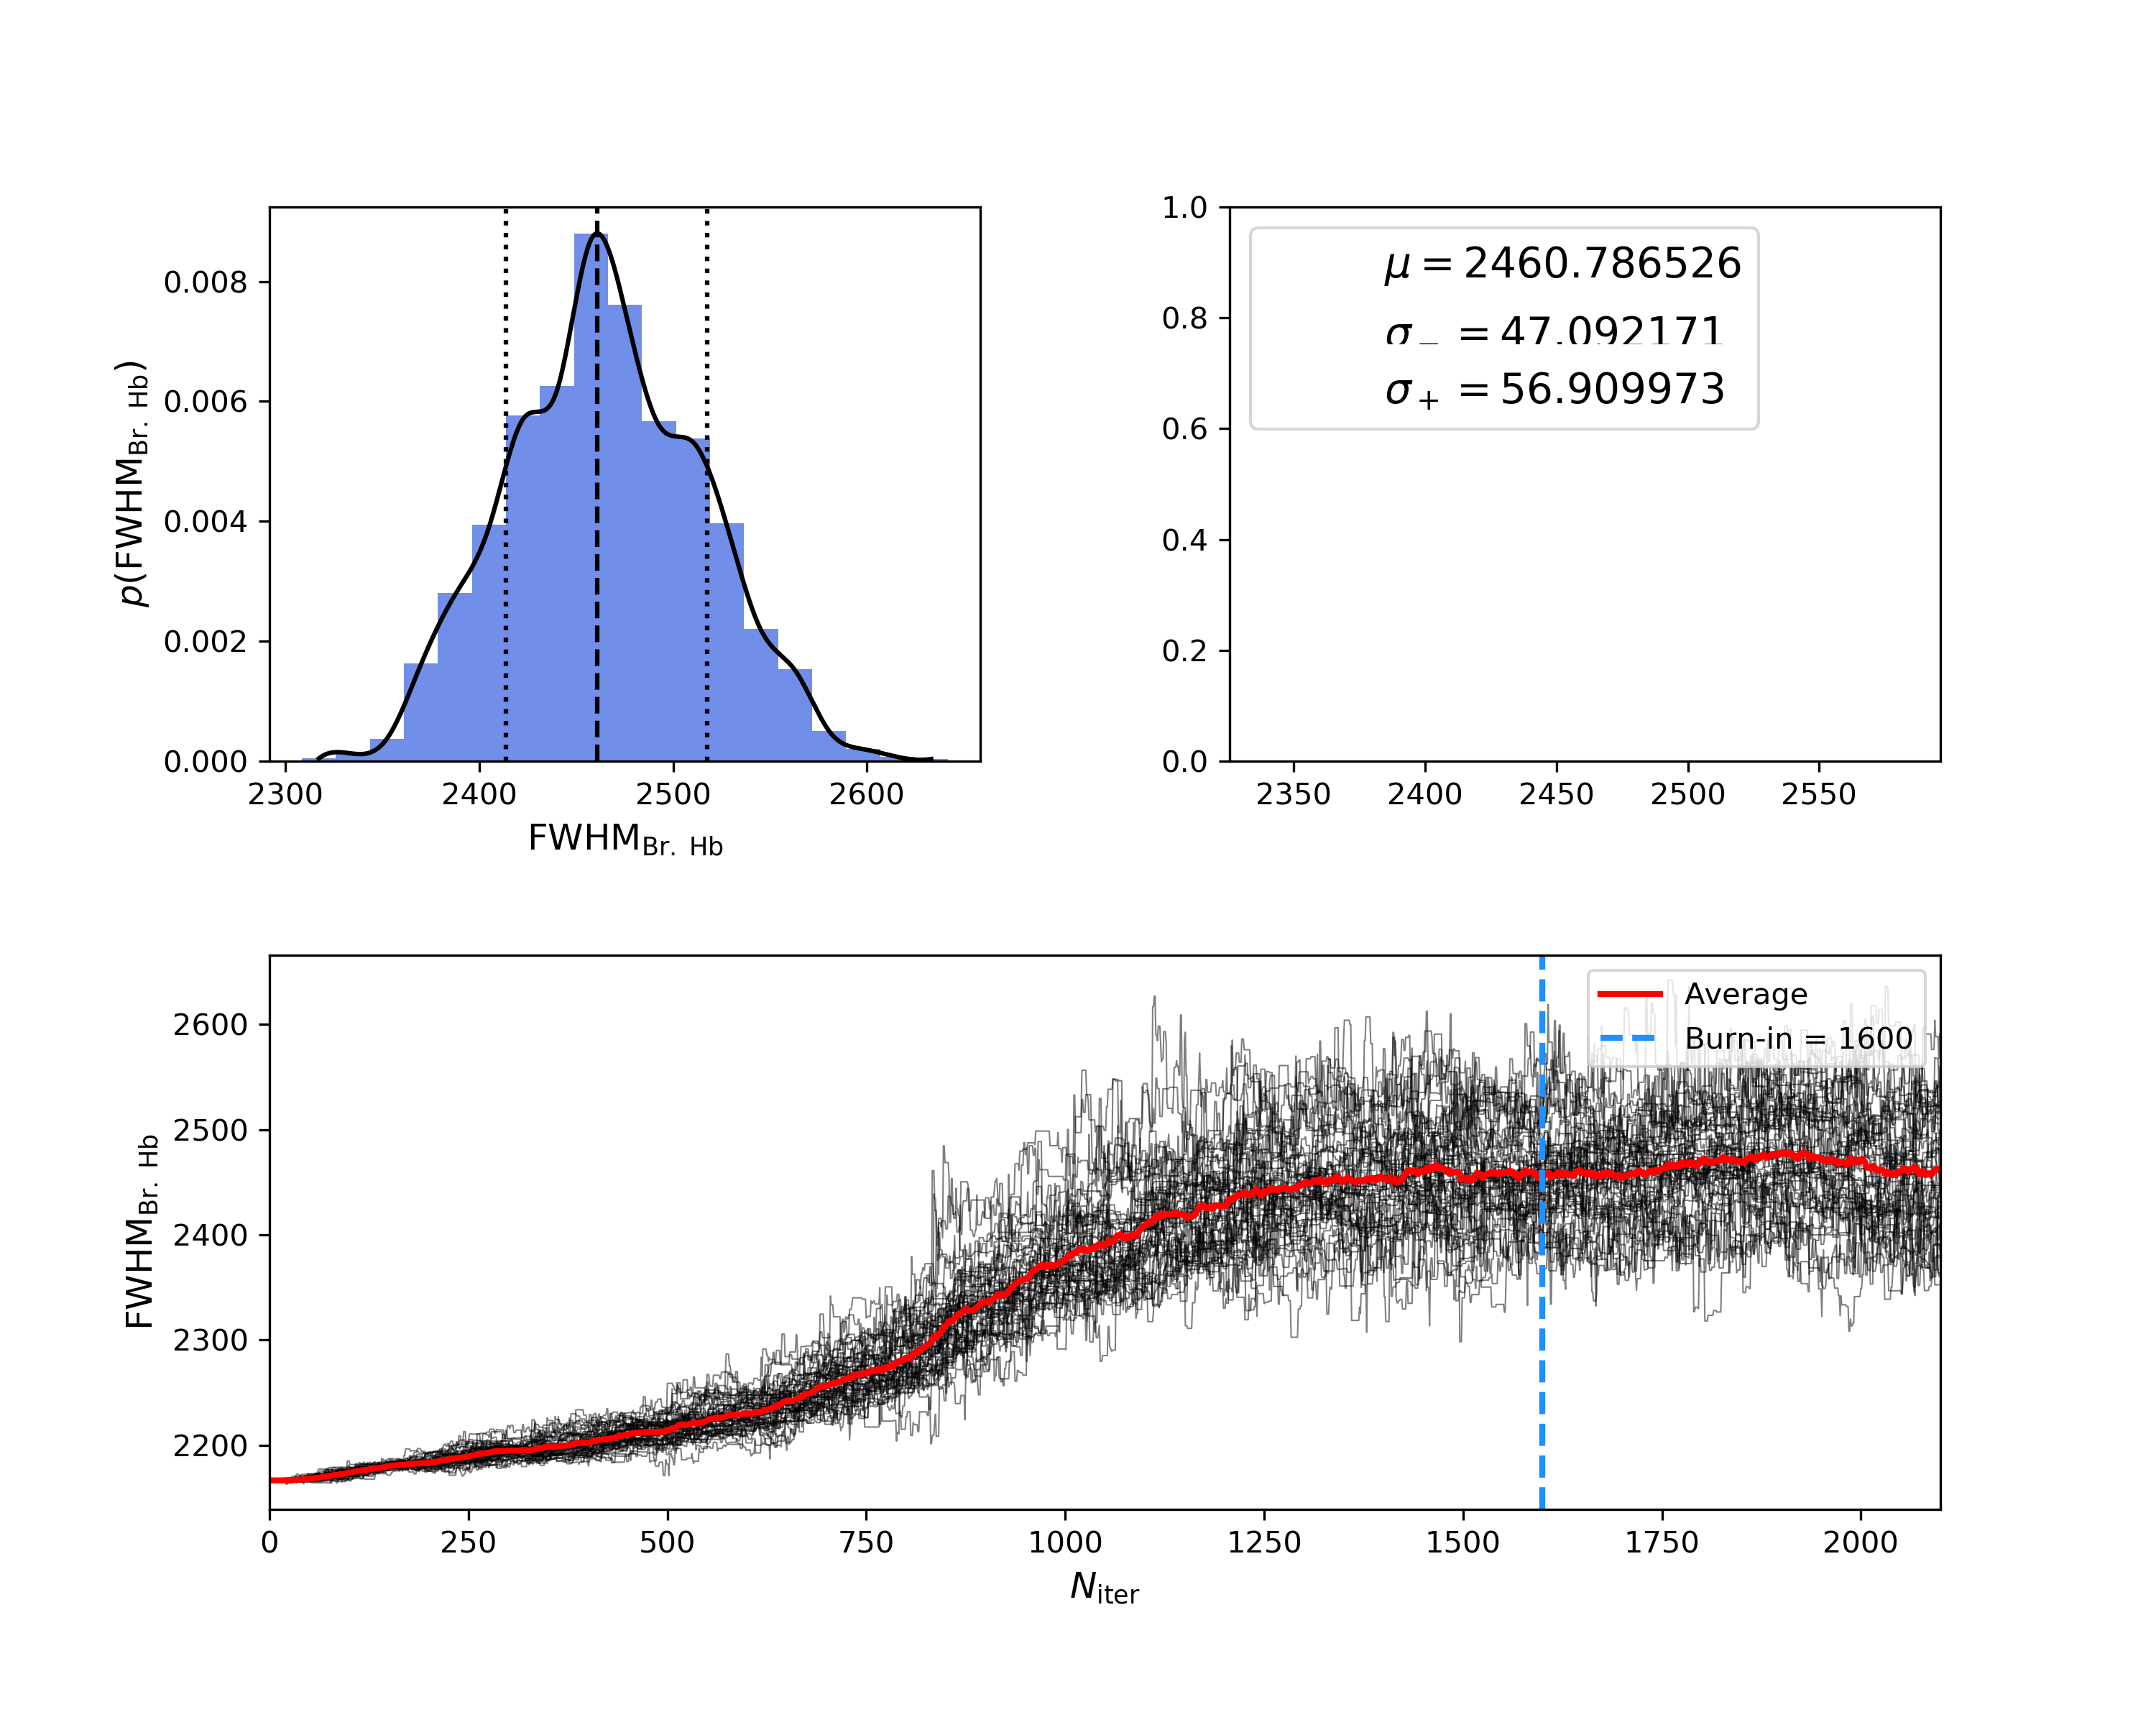 0.008
0.006
0.004
0.002
0.000
p(FWHM_Br. Hb)
2300 2400 2500 2600
FWHM_Br. Hb
1.0
0.8
0.6
0.4
0.2
0.0
μ = 2460.786526
σ_- = 47.092171
σ_+ = 56.909973
2350 2400 2450 2500 2550
2600
2500
2400
2300
2200
FWHM_Br. Hb
Average
Burn-in = 1600
0 250 500 750 1000 1250 1500 1750 2000
N_iter